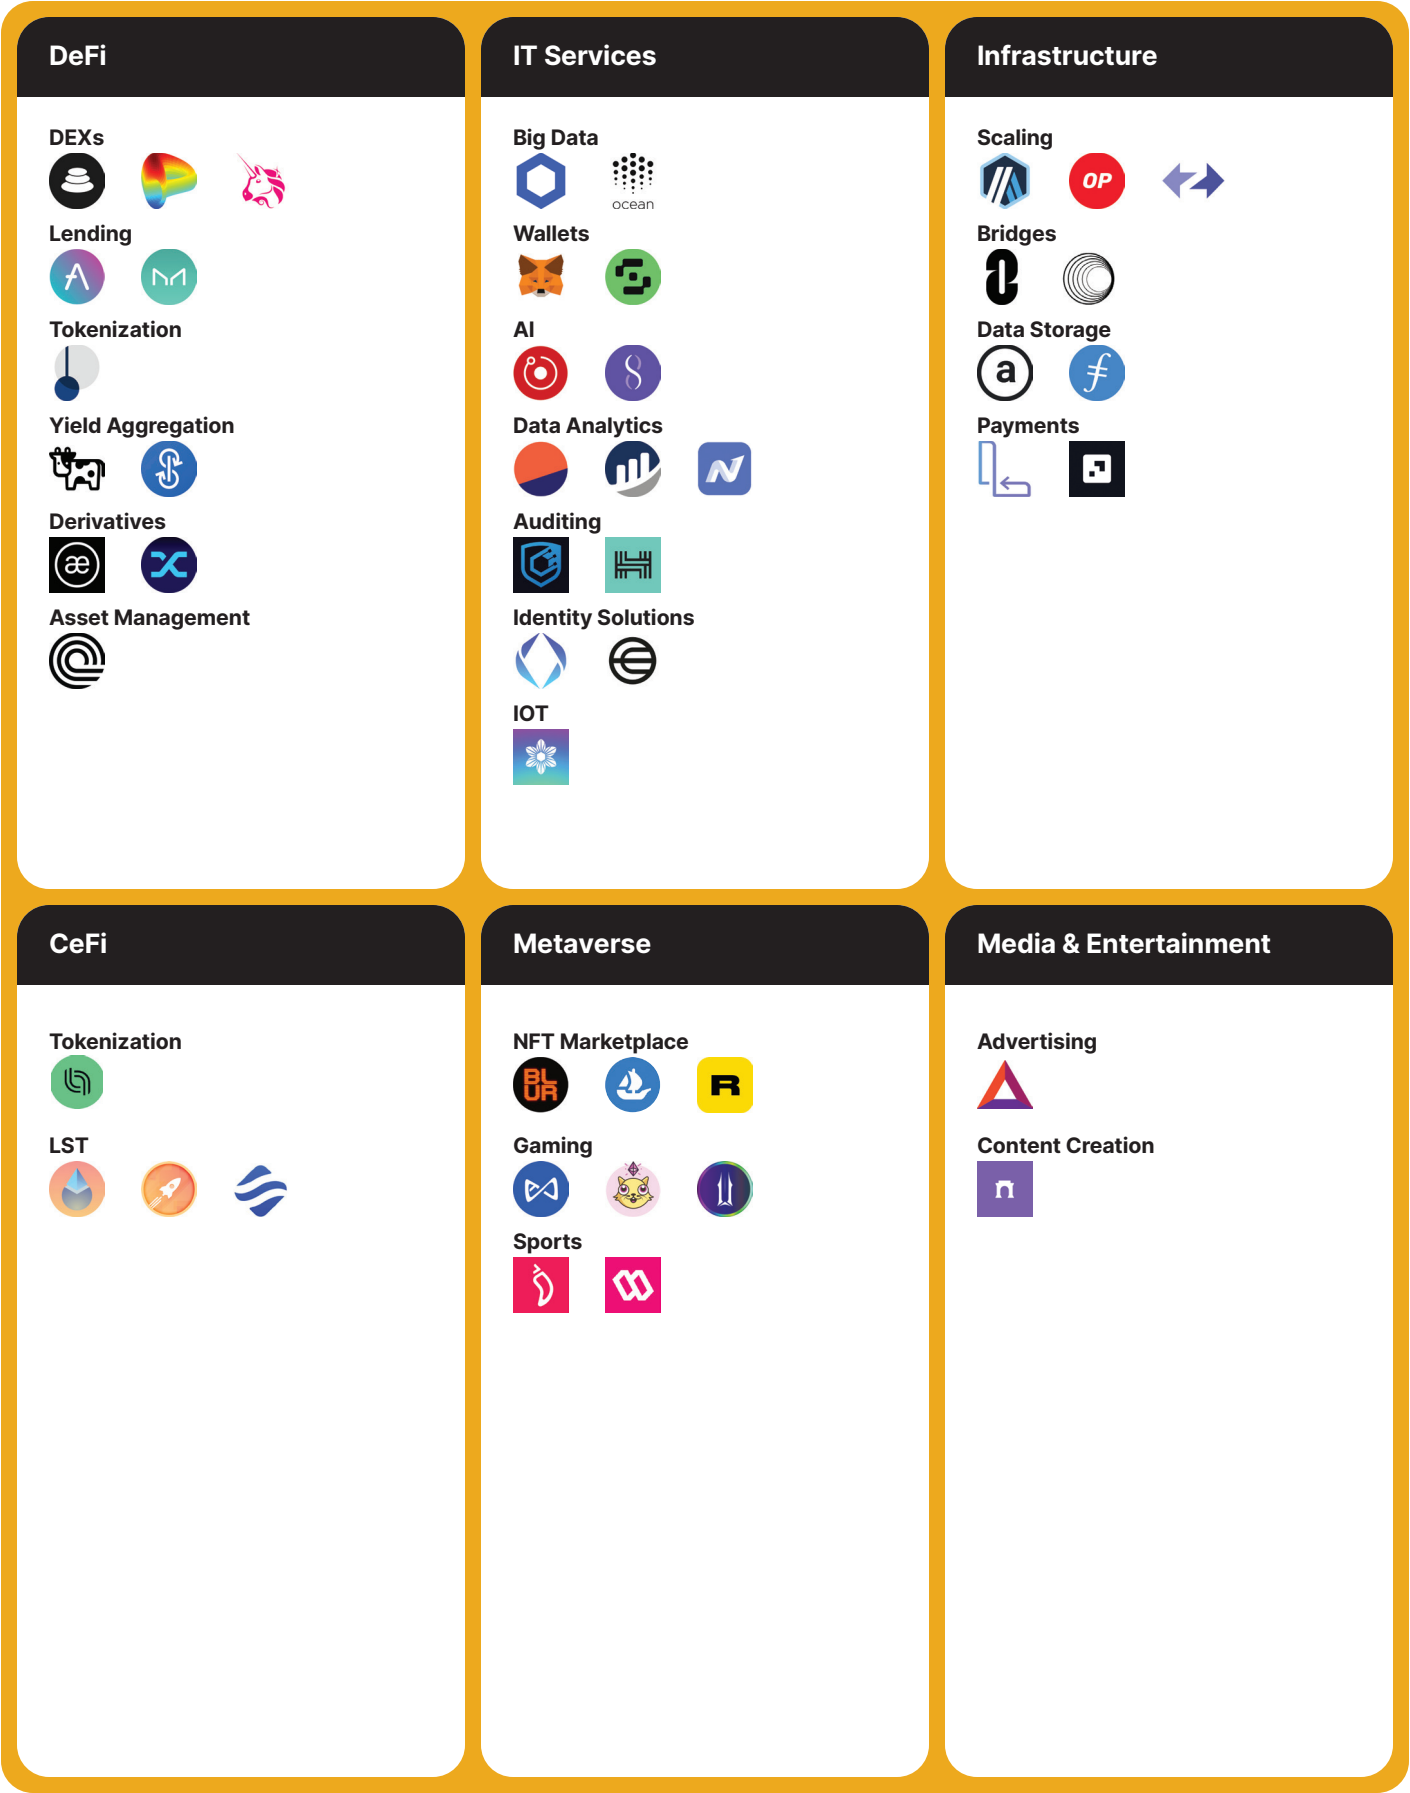 DeFi
DEXs
Lending
Tokenization
Yield Aggregation
Derivatives
æ
Asset Management
IT Services
Big Data
ocean
Wallets
AI
Data Analytics
N
Auditing
H
Identity Solutions
IOT
Infrastructure
Scaling
OP
Bridges
Data Storage
a
Payments
CeFi
Tokenization
LST
Metaverse
NFT Marketplace
BL
UR
R
Gaming
Sports
Media & Entertainment
Advertising
Content Creation